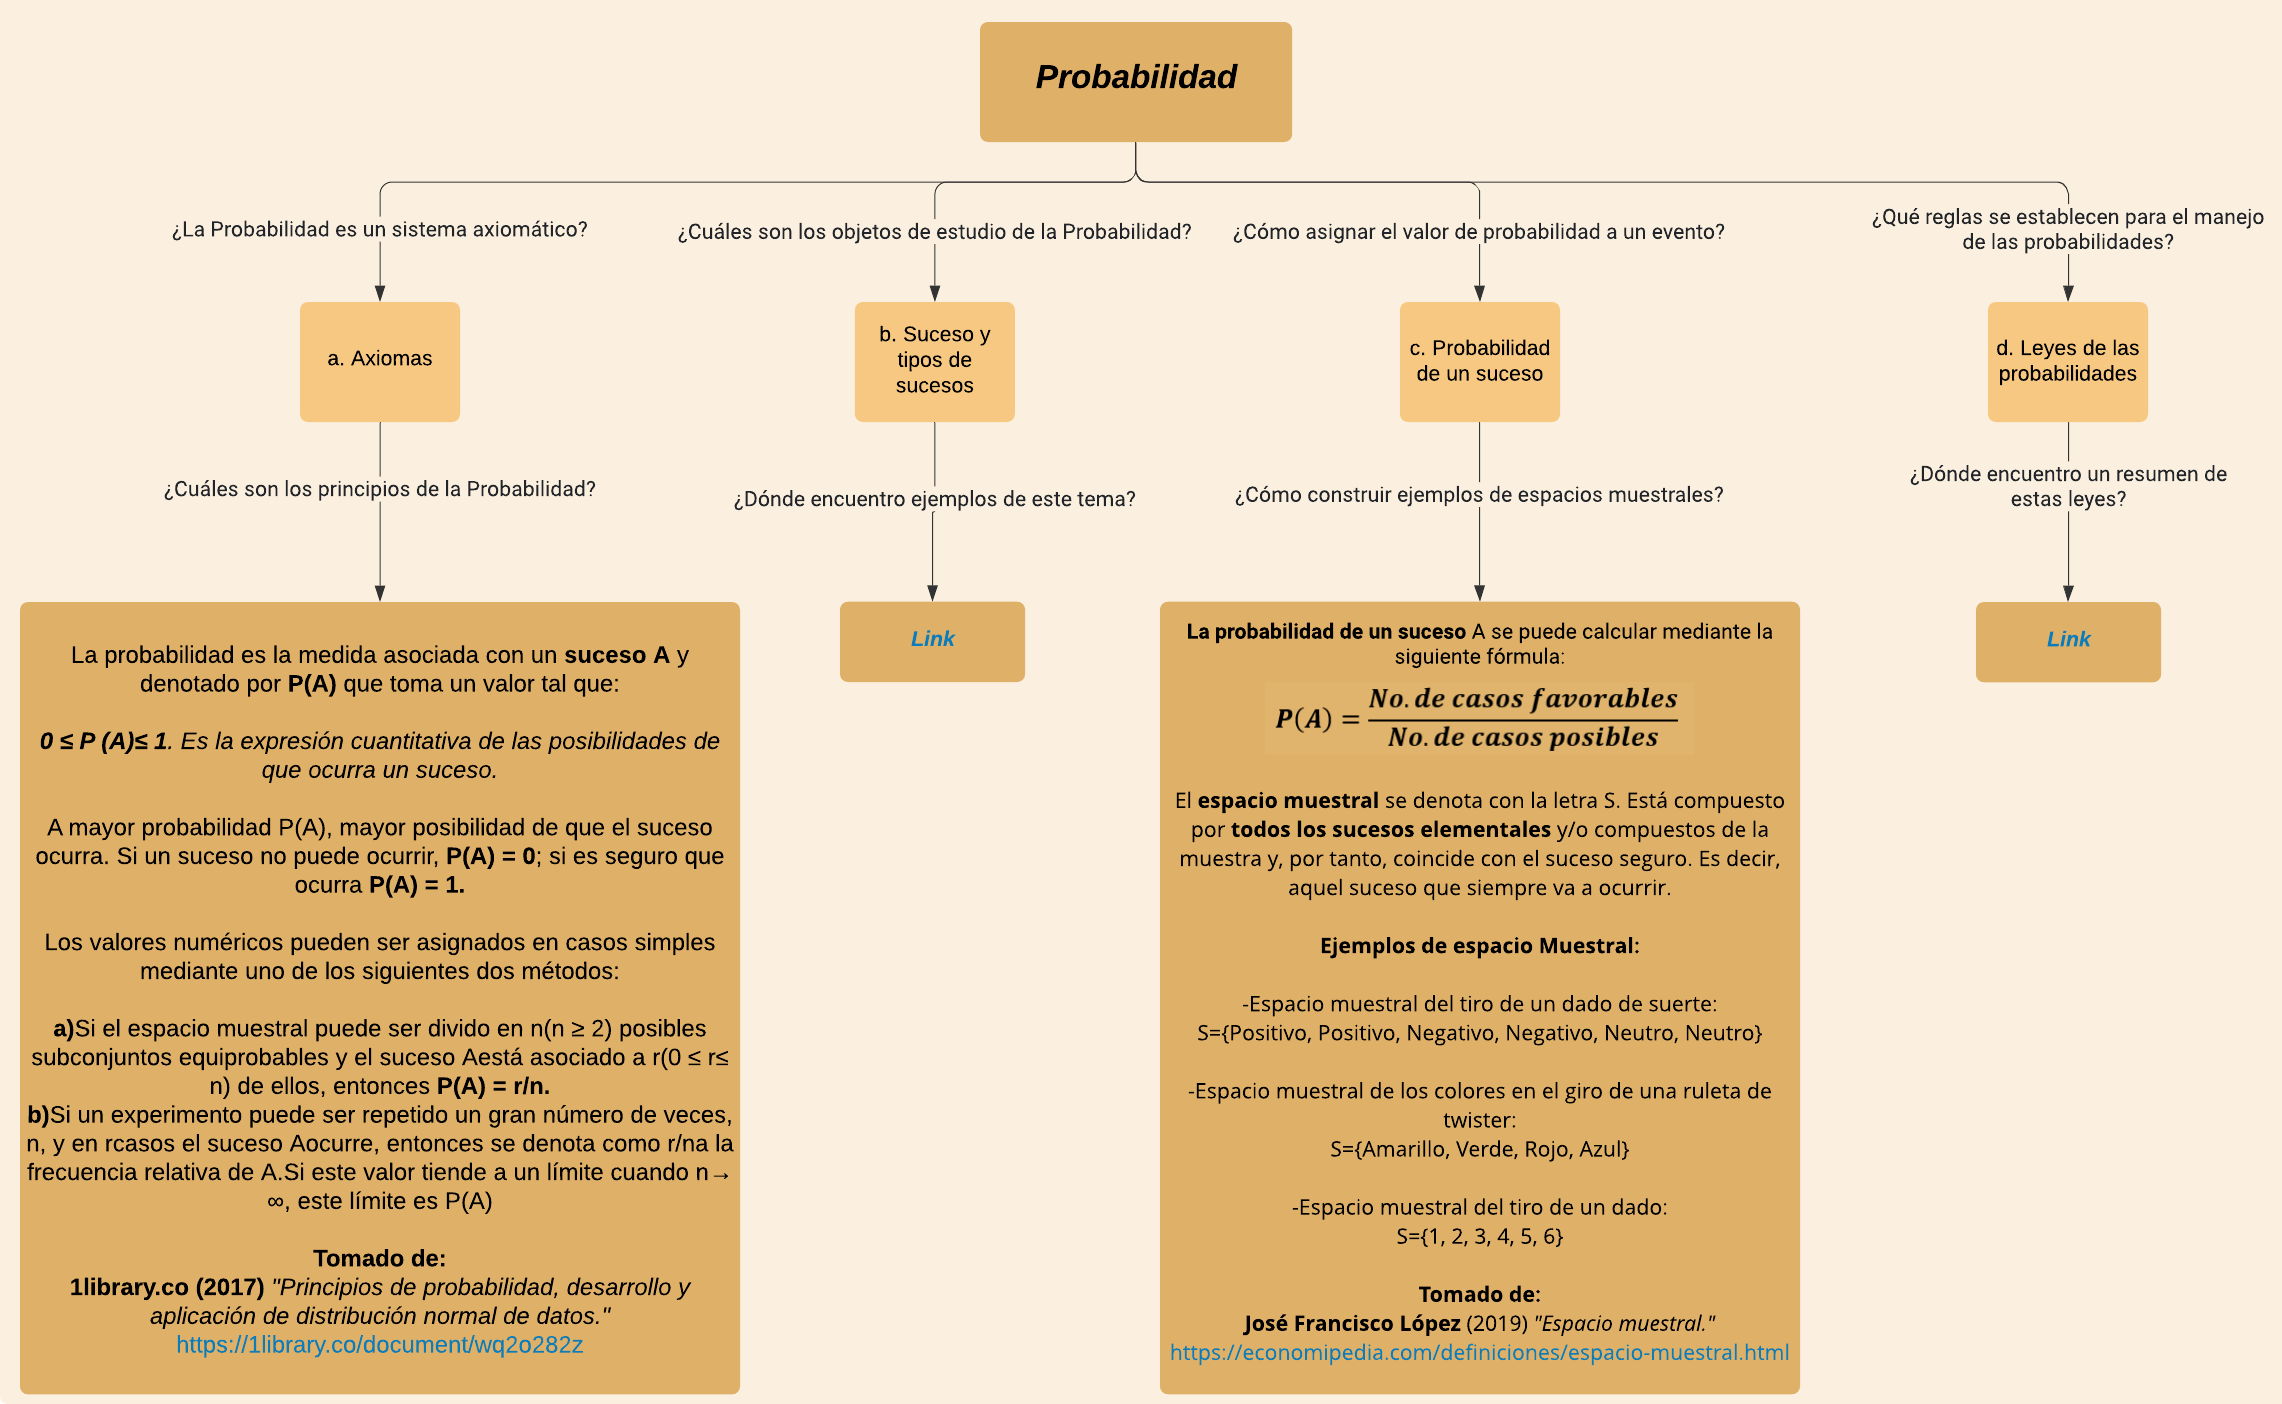 Probabilidad
¿La Probabilidad es un sistema axiomático?
¿Cuáles son los objetos de estudio de la Probabilidad?
¿Cómo asignar el valor de probabilidad a un evento?
¿Qué reglas se establecen para el manejo
de las probabilidades?
a. Axiomas
b. Suceso y
tipos de
sucesos
c. Probabilidad
de un suceso
d. Leyes de las
probabilidades
¿Cuáles son los principios de la Probabilidad?
¿Dónde encuentro ejemplos de este tema?
¿Cómo construir ejemplos de espacios muestrales?
¿Dónde encuentro un resumen de
estas leyes?
La probabilidad es la medida asociada con un suceso A y
denotado por P(A) que toma un valor tal que:
0 ≤ P (A)≤ 1. Es la expresión cuantitativa de las posibilidades de
que ocurra un suceso.
A mayor probabilidad P(A), mayor posibilidad de que el suceso
ocurra. Si un suceso no puede ocurrir, P(A) = 0; si es seguro que
ocurra P(A) = 1.
Los valores numéricos pueden ser asignados en casos simples
mediante uno de los siguientes dos métodos:
a)Si el espacio muestral puede ser divido en n(n ≥ 2) posibles
subconjuntos equiprobables y el suceso Aestá asociado a r(0 ≤ r≤
n) de ellos, entonces P(A) = r/n.
b)Si un experimento puede ser repetido un gran número de veces,
n, y en rcasos el suceso Aocurre, entonces se denota como r/na la
frecuencia relativa de A.Si este valor tiende a un límite cuando n→
∞, este límite es P(A)
Tomado de:
1library.co (2017) "Principios de probabilidad, desarrollo y
aplicación de distribución normal de datos."
https://1library.co/document/wq2o282z
Link
La probabilidad de un suceso A se puede calcular mediante la
siguiente fórmula:
P(A) = No. de casos favorables
No. de casos posibles
El espacio muestral se denota con la letra S. Está compuesto
por todos los sucesos elementales y/o compuestos de la
muestra y, por tanto, coincide con el suceso seguro. Es decir,
aquel suceso que siempre va a ocurrir.
Ejemplos de espacio Muestral:
-Espacio muestral del tiro de un dado de suerte:
S={Positivo, Positivo, Negativo, Negativo, Neutro, Neutro}
-Espacio muestral de los colores en el giro de una ruleta de
twister:
S={Amarillo, Verde, Rojo, Azul}
-Espacio muestral del tiro de un dado:
S={1, 2, 3, 4, 5, 6}
Tomado de:
José Francisco López (2019) "Espacio muestral."
https://economipedia.com/definiciones/espacio-muestral.html
Link